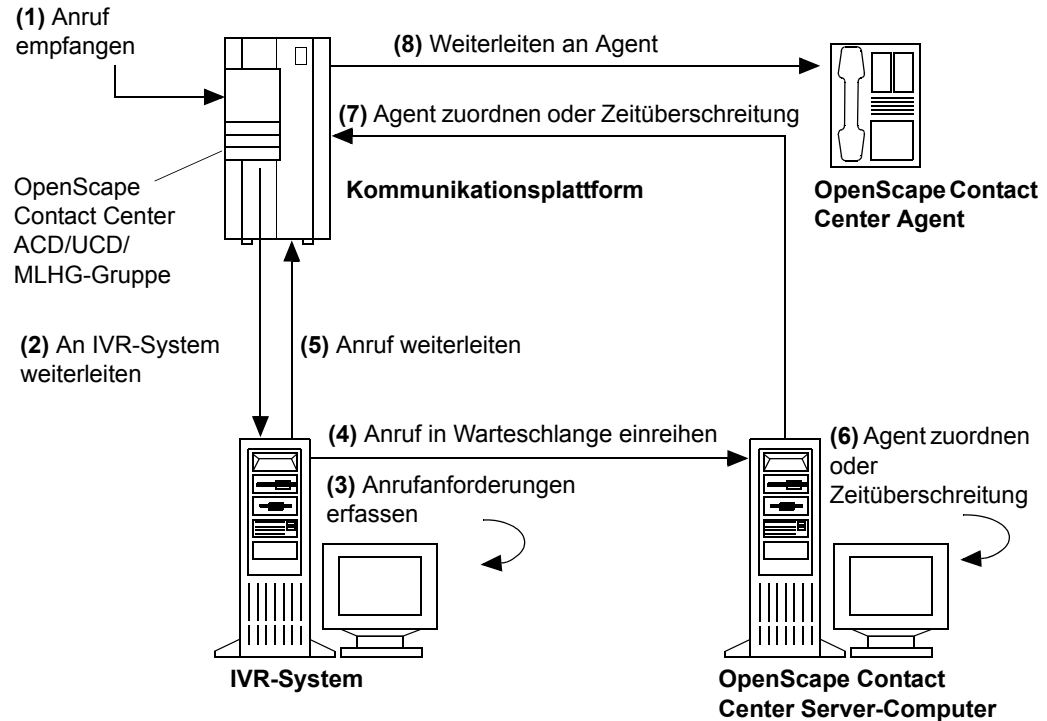 (1) Anruf
empfangen
(8) Weiterleiten an Agent
(7) Agent zuordnen oder Zeitüberschreitung
OpenScape
Contact Center
ACD/UCD/
MLHG-Gruppe
Kommunikationsplattform
OpenScape Contact
Center Agent
(2) An IVR-System
weiterleiten
(5) Anruf weiterleiten
(4) Anruf in Warteschlange einreihen
(3) Anrufanforderungen
erfassen
(6) Agent zuordnen
oder
Zeitüberschreitung
IVR-System
OpenScape Contact
Center Server-Computer